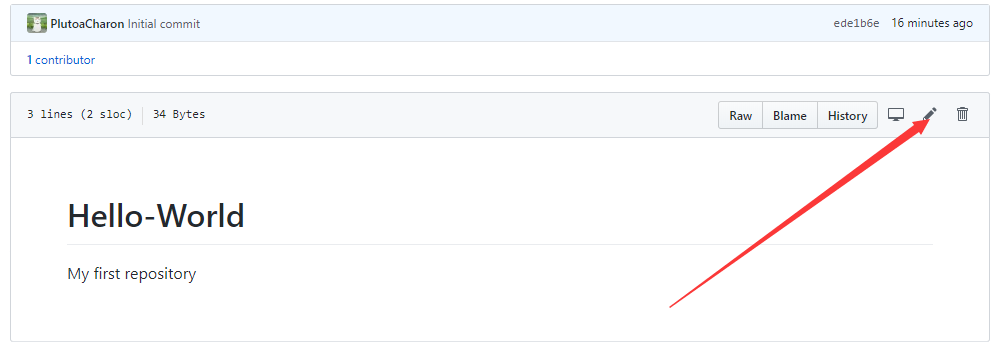 PlutoaCharon Initial commit ede1b6e 16 minutes ago
1 contributor
3 lines (2 sloc) 34 Bytes Raw Blame History
Hello-World
My first repository